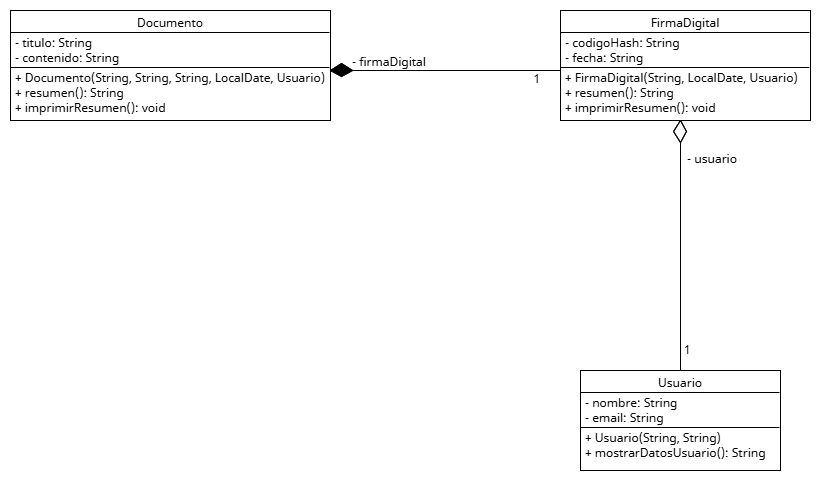 Documento
- titulo: String
- contenido: String
+ Documento(String, String, String, LocalDate, Usuario)
+ resumen(): String
+ imprimirResumen(): void
- firmaDigital
1
FirmaDigital
- codigoHash: String
- fecha: String
+ FirmaDigital(String, LocalDate, Usuario)
+ resumen(): String
+ imprimirResumen(): void
- usuario
1
Usuario
- nombre: String
- email: String
+ Usuario(String, String)
+ mostrarDatosUsuario(): String